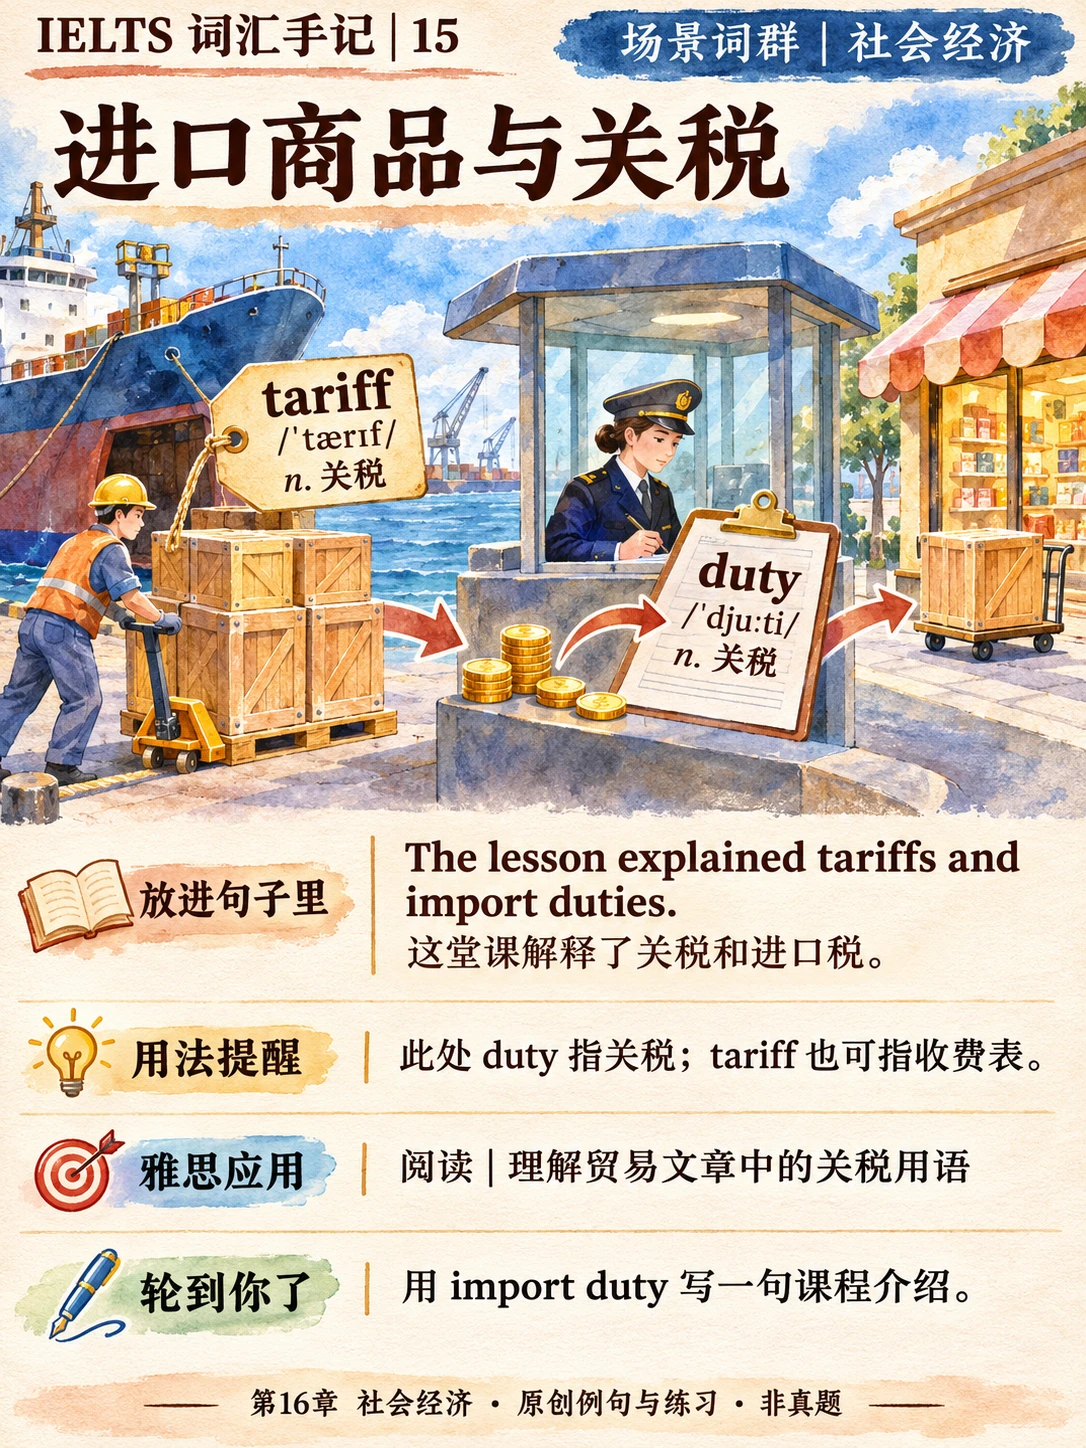 IELTS 词汇手记 | 15
场景词群 | 社会经济
进口商品与关税
tariff
/ˈtærɪf/
n. 关税
duty
/ˈdjuːti/
n. 关税
放进句子里
The lesson explained tariffs and
import duties.
这堂课解释了关税和进口税。
用法提醒
此处 duty 指关税；tariff 也可指收费表。
雅思应用
阅读 | 理解贸易文章中的关税用语
轮到你了
用 import duty 写一句课程介绍。
第16章 社会经济 · 原创例句与练习 · 非真题